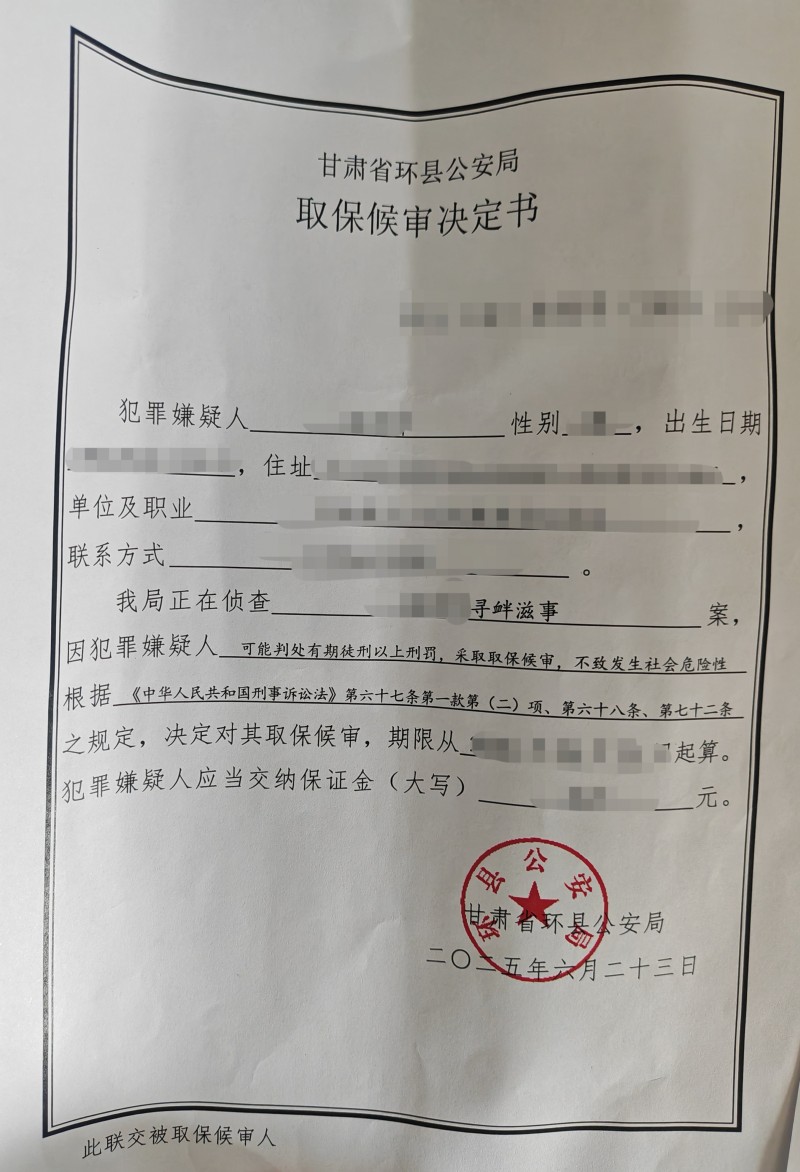 甘肃省环县公安局
取保候审决定书
犯罪嫌疑人 性别 ，出生日期
，住址 ，
单位及职业 ，
联系方式 。
我局正在侦查 寻衅滋事 案，
因犯罪嫌疑人 可能判处有期徒刑以上刑罚，采取取保候审，不致发生社会危险性
根据 《中华人民共和国刑事诉讼法》第六十七条第一款第（二）项、第六十八条、第七十二条
之规定，决定对其取保候审，期限从 起算。
犯罪嫌疑人应当交纳保证金（大写） 元。
环县公安局
甘肃省环县公安局
二〇二五年六月二十三日
此联交被取保候审人